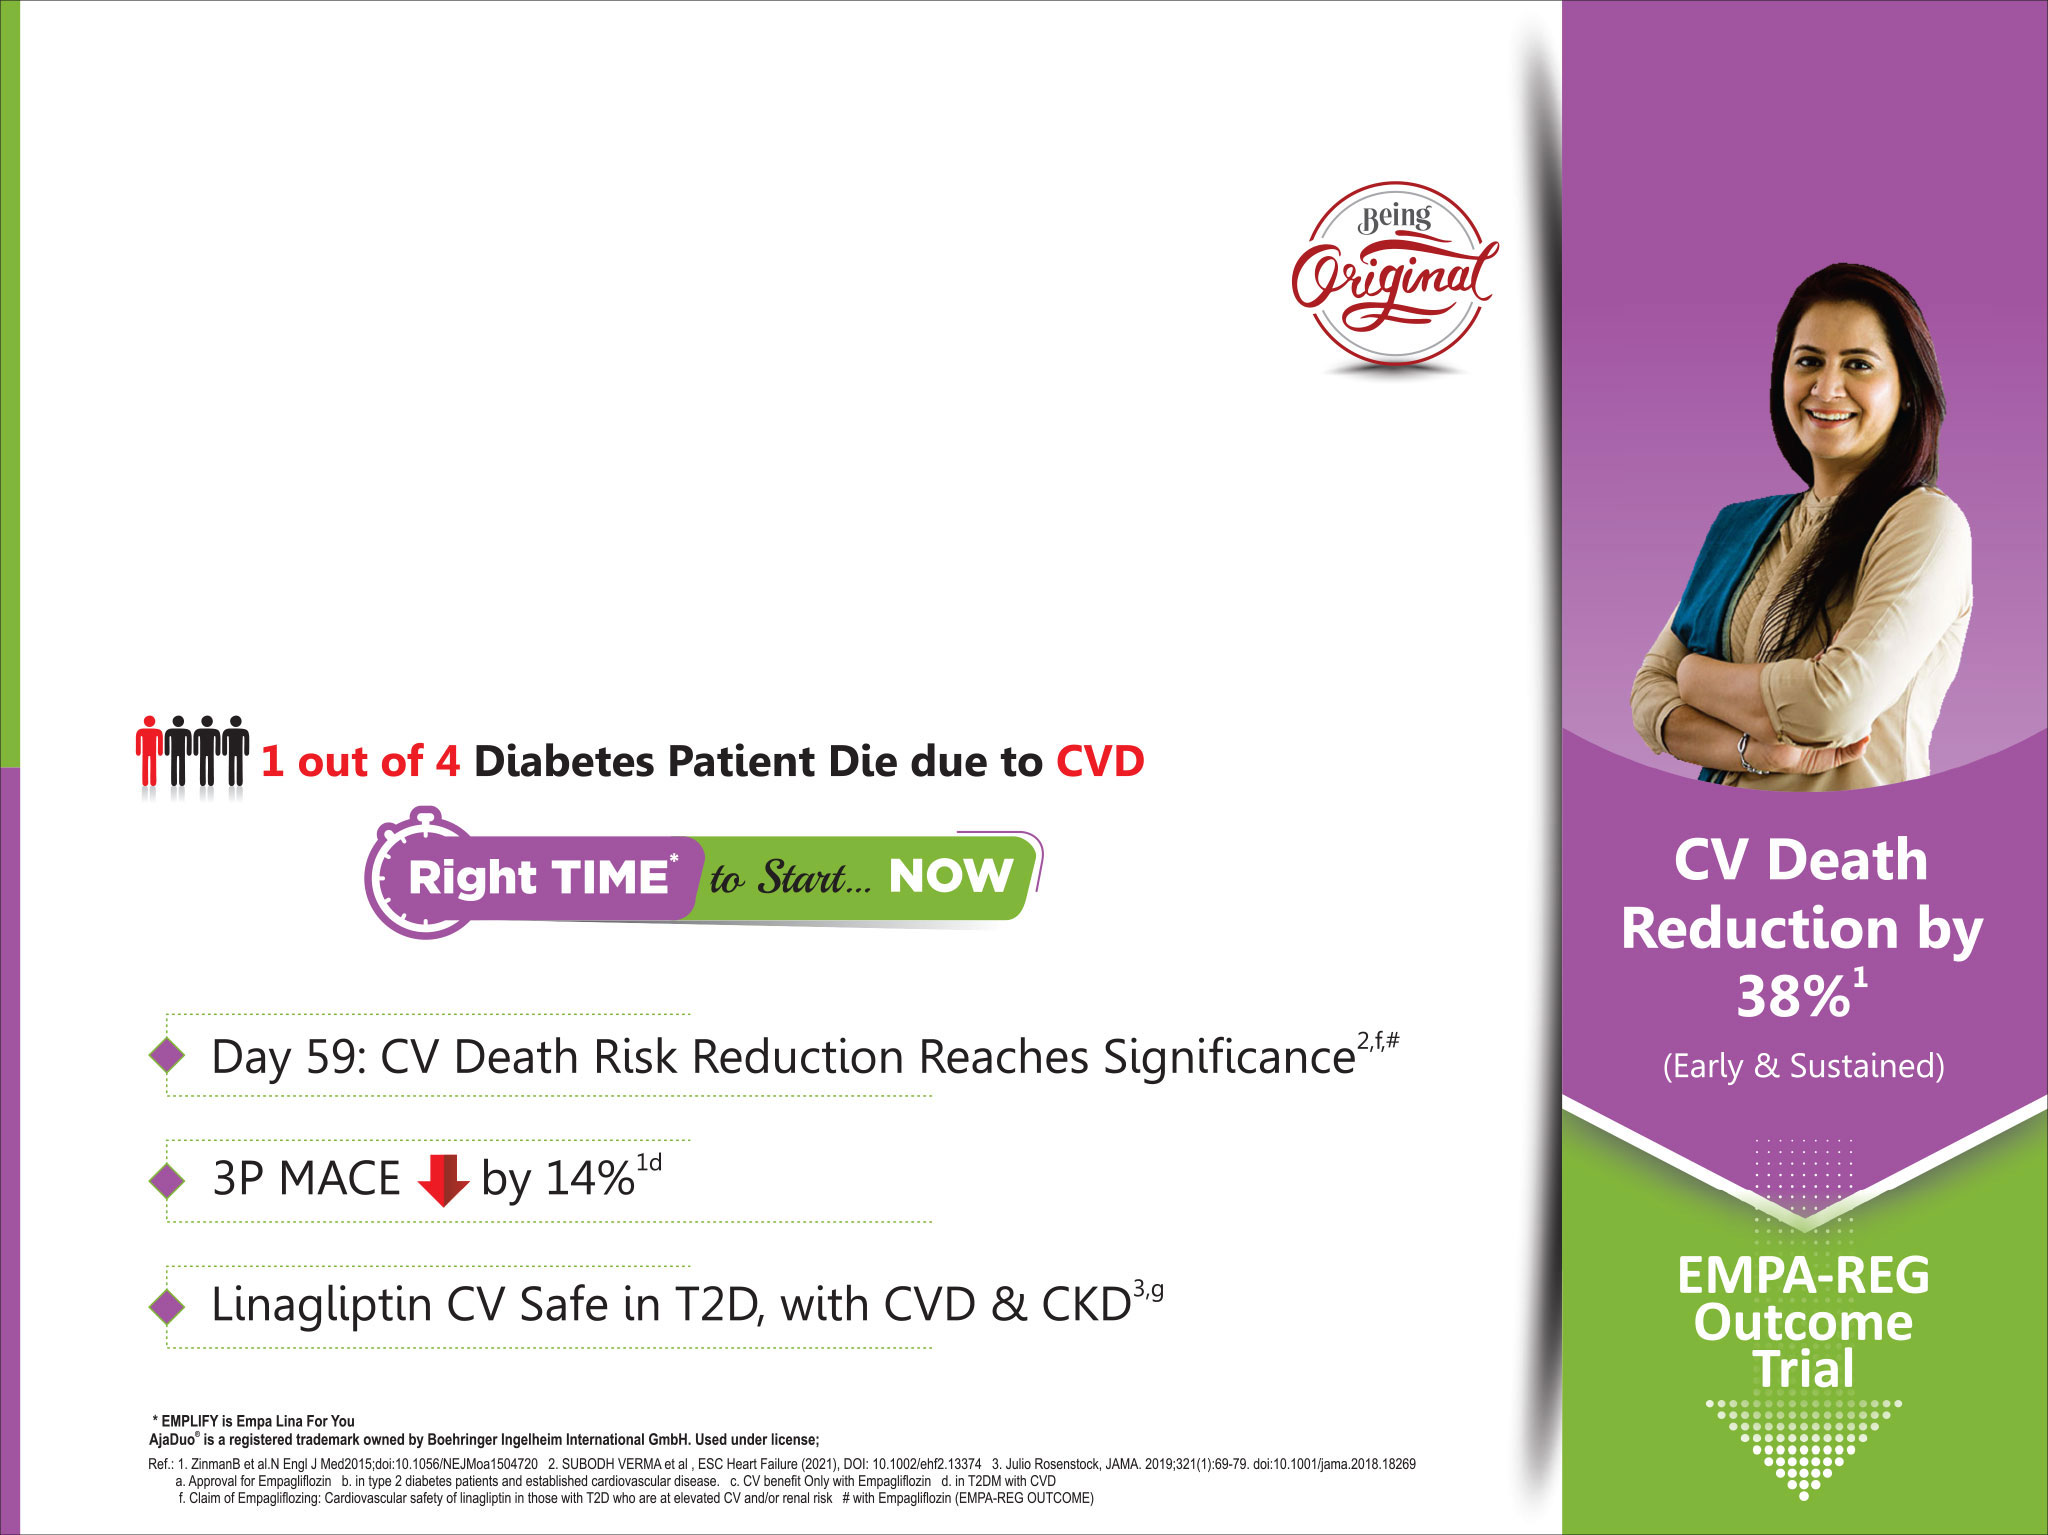 Being
Original
1 out of 4 Diabetes Patient Die due to CVD
Right TIME* to Start... NOW
Day 59: CV Death Risk Reduction Reaches Significance2,f,#
3P MACE by 14%1d
Linagliptin CV Safe in T2D, with CVD & CKD3,g
* EMPLIFY is Empa Lina For You
AjaDuo® is a registered trademark owned by Boehringer Ingelheim International GmbH. Used under license;
Ref.: 1. ZinmanB et al.N Engl J Med2015;doi:10.1056/NEJMoa1504720 2. SUBODH VERMA et al , ESC Heart Failure (2021), DOI: 10.1002/ehf2.13374 3. Julio Rosenstock, JAMA. 2019;321(1):69-79. doi:10.1001/jama.2018.18269
a. Approval for Empagliflozin b. in type 2 diabetes patients and established cardiovascular disease. c. CV benefit Only with Empagliflozin d. in T2DM with CVD
f. Claim of Empagliflozing: Cardiovascular safety of linagliptin in those with T2D who are at elevated CV and/or renal risk # with Empagliflozin (EMPA-REG OUTCOME)
CV Death
Reduction by
38%1
(Early & Sustained)
EMPA-REG
Outcome
Trial